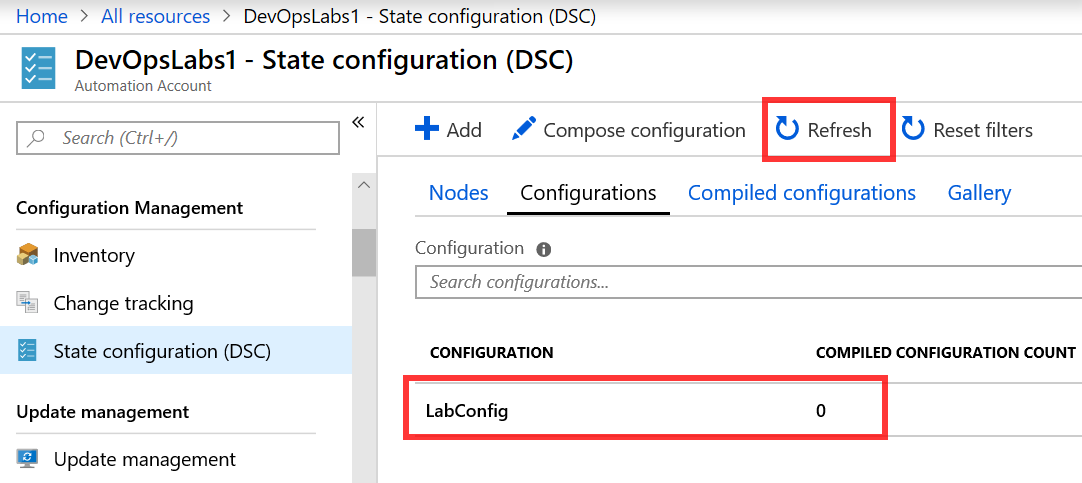 Home > All resources > DevOpsLabs1 - State configuration (DSC)
DevOpsLabs1 - State configuration (DSC)
Automation Account
Search (Ctrl+/)
«
Configuration Management
Inventory
Change tracking
State configuration (DSC)
Update management
Update management
Add
Compose configuration
Refresh
Reset filters
Nodes
Configurations
Compiled configurations
Gallery
Configuration
Search configurations...
CONFIGURATION COMPILED CONFIGURATION COUNT
LabConfig 0